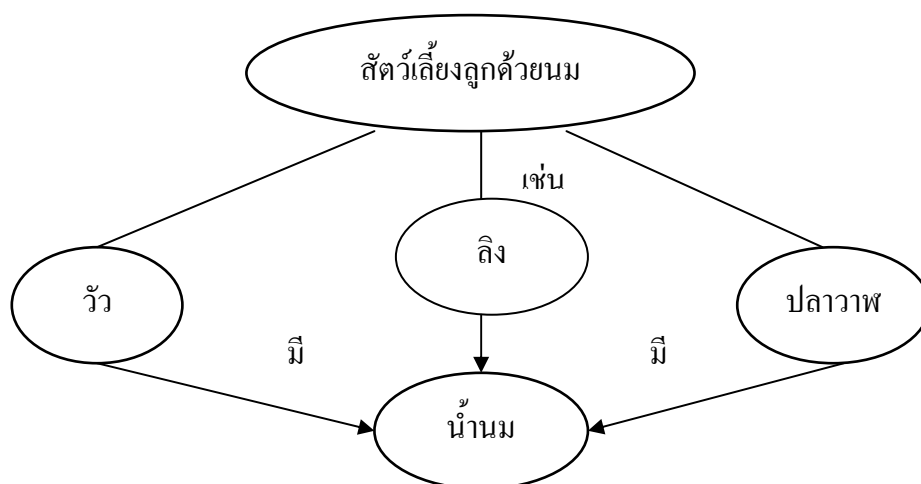 สัตว์เลี้ยงลูกด้วยนม
เช่น
ลิง
วัว
ปลาวาฬ
มี
มี
น้ำนม